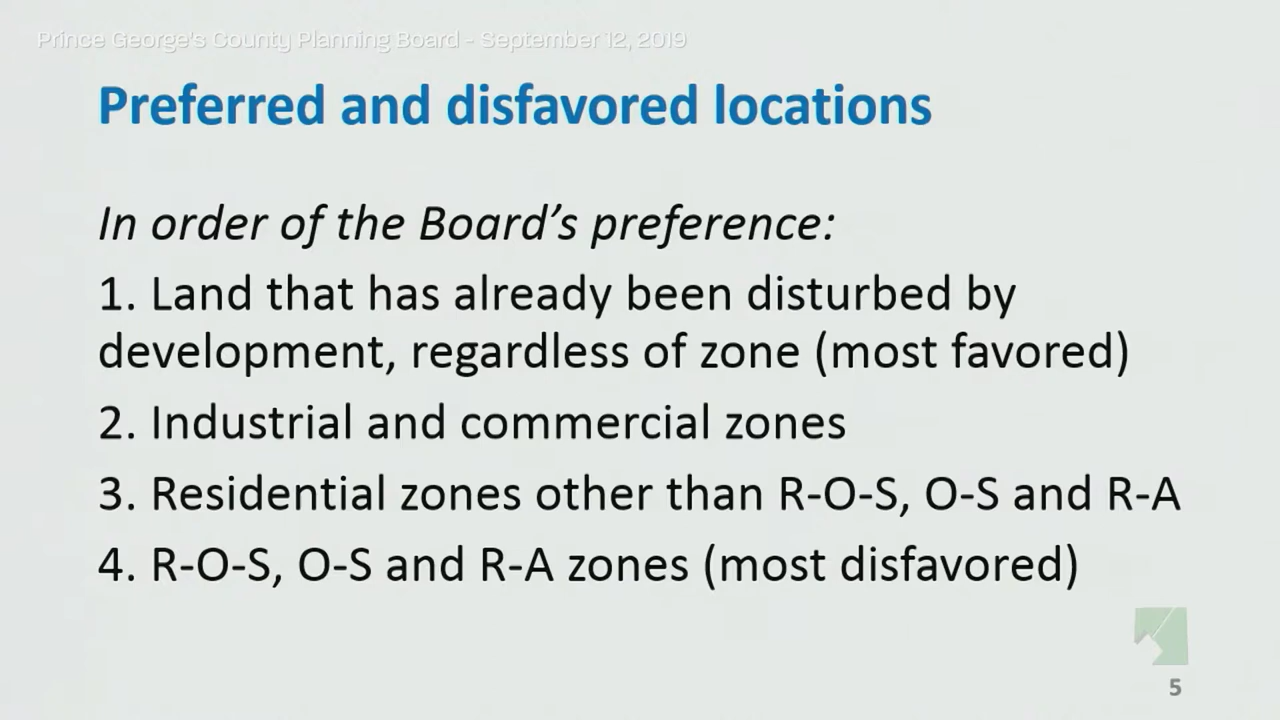 Prince George's County Planning Board - September 12, 2019
Preferred and disfavored locations
In order of the Board’s preference:
1. Land that has already been disturbed by
development, regardless of zone (most favored)
2. Industrial and commercial zones
3. Residential zones other than R-O-S, O-S and R-A
4. R-O-S, O-S and R-A zones (most disfavored)
5